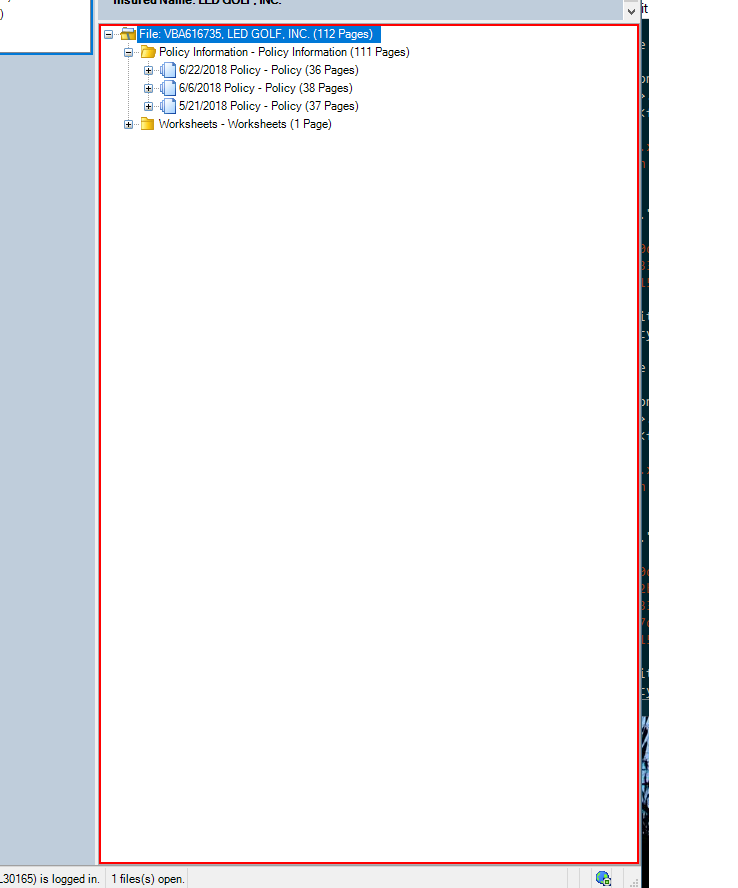 Insured Name: LED GOLF, INC.
File: VBA616735, LED GOLF, INC. (112 Pages)
Policy Information - Policy Information (111 Pages)
6/22/2018 Policy - Policy (36 Pages)
6/6/2018 Policy - Policy (38 Pages)
5/21/2018 Policy - Policy (37 Pages)
Worksheets - Worksheets (1 Page)
L30165) is logged in. 1 files(s) open.